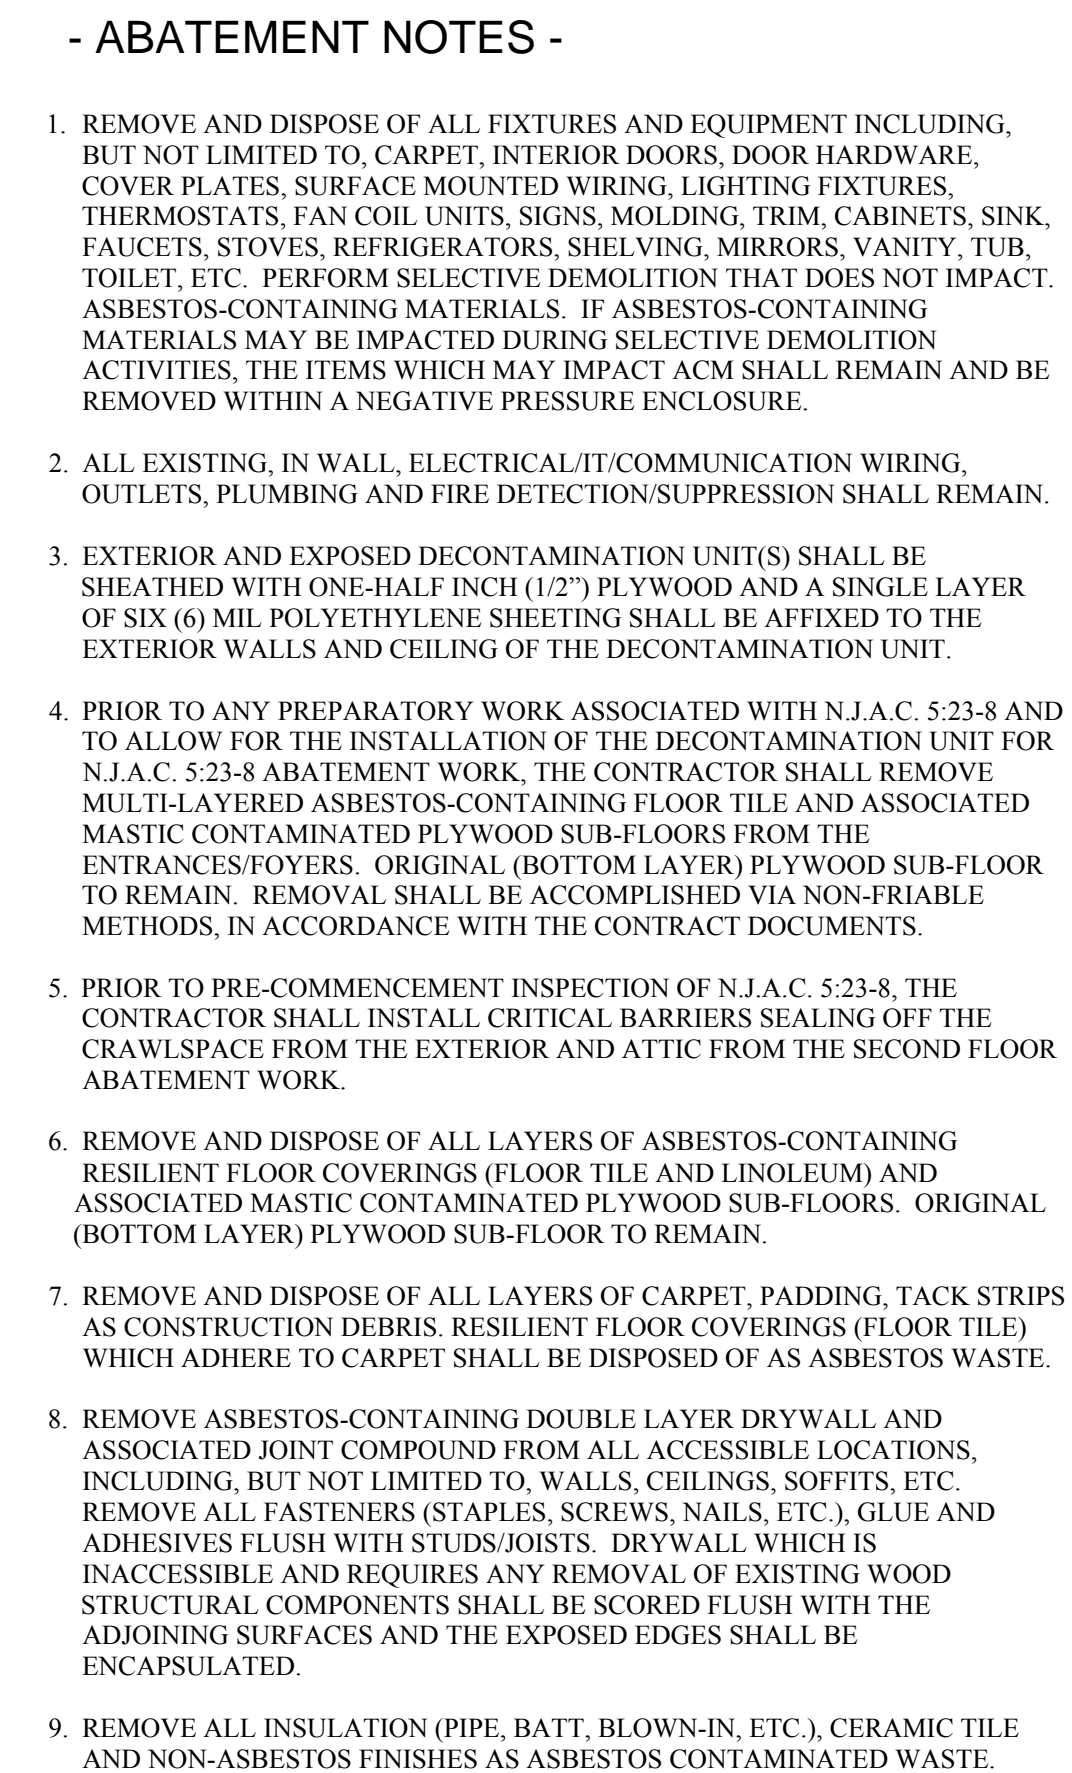 - ABATEMENT NOTES -
1. REMOVE AND DISPOSE OF ALL FIXTURES AND EQUIPMENT INCLUDING,
BUT NOT LIMITED TO, CARPET, INTERIOR DOORS, DOOR HARDWARE,
COVER PLATES, SURFACE MOUNTED WIRING, LIGHTING FIXTURES,
THERMOSTATS, FAN COIL UNITS, SIGNS, MOLDING, TRIM, CABINETS, SINK,
FAUCETS, STOVES, REFRIGERATORS, SHELVING, MIRRORS, VANITY, TUB,
TOILET, ETC. PERFORM SELECTIVE DEMOLITION THAT DOES NOT IMPACT.
ASBESTOS-CONTAINING MATERIALS. IF ASBESTOS-CONTAINING
MATERIALS MAY BE IMPACTED DURING SELECTIVE DEMOLITION
ACTIVITIES, THE ITEMS WHICH MAY IMPACT ACM SHALL REMAIN AND BE
REMOVED WITHIN A NEGATIVE PRESSURE ENCLOSURE.
2. ALL EXISTING, IN WALL, ELECTRICAL/IT/COMMUNICATION WIRING,
OUTLETS, PLUMBING AND FIRE DETECTION/SUPPRESSION SHALL REMAIN.
3. EXTERIOR AND EXPOSED DECONTAMINATION UNIT(S) SHALL BE
SHEATHED WITH ONE-HALF INCH (1/2”) PLYWOOD AND A SINGLE LAYER
OF SIX (6) MIL POLYETHYLENE SHEETING SHALL BE AFFIXED TO THE
EXTERIOR WALLS AND CEILING OF THE DECONTAMINATION UNIT.
4. PRIOR TO ANY PREPARATORY WORK ASSOCIATED WITH N.J.A.C. 5:23-8 AND
TO ALLOW FOR THE INSTALLATION OF THE DECONTAMINATION UNIT FOR
N.J.A.C. 5:23-8 ABATEMENT WORK, THE CONTRACTOR SHALL REMOVE
MULTI-LAYERED ASBESTOS-CONTAINING FLOOR TILE AND ASSOCIATED
MASTIC CONTAMINATED PLYWOOD SUB-FLOORS FROM THE
ENTRANCES/FOYERS. ORIGINAL (BOTTOM LAYER) PLYWOOD SUB-FLOOR
TO REMAIN. REMOVAL SHALL BE ACCOMPLISHED VIA NON-FRIABLE
METHODS, IN ACCORDANCE WITH THE CONTRACT DOCUMENTS.
5. PRIOR TO PRE-COMMENCEMENT INSPECTION OF N.J.A.C. 5:23-8, THE
CONTRACTOR SHALL INSTALL CRITICAL BARRIERS SEALING OFF THE
CRAWLSPACE FROM THE EXTERIOR AND ATTIC FROM THE SECOND FLOOR
ABATEMENT WORK.
6. REMOVE AND DISPOSE OF ALL LAYERS OF ASBESTOS-CONTAINING
RESILIENT FLOOR COVERINGS (FLOOR TILE AND LINOLEUM) AND
ASSOCIATED MASTIC CONTAMINATED PLYWOOD SUB-FLOORS. ORIGINAL
(BOTTOM LAYER) PLYWOOD SUB-FLOOR TO REMAIN.
7. REMOVE AND DISPOSE OF ALL LAYERS OF CARPET, PADDING, TACK STRIPS
AS CONSTRUCTION DEBRIS. RESILIENT FLOOR COVERINGS (FLOOR TILE)
WHICH ADHERE TO CARPET SHALL BE DISPOSED OF AS ASBESTOS WASTE.
8. REMOVE ASBESTOS-CONTAINING DOUBLE LAYER DRYWALL AND
ASSOCIATED JOINT COMPOUND FROM ALL ACCESSIBLE LOCATIONS,
INCLUDING, BUT NOT LIMITED TO, WALLS, CEILINGS, SOFFITS, ETC.
REMOVE ALL FASTENERS (STAPLES, SCREWS, NAILS, ETC.), GLUE AND
ADHESIVES FLUSH WITH STUDS/JOISTS. DRYWALL WHICH IS
INACCESSIBLE AND REQUIRES ANY REMOVAL OF EXISTING WOOD
STRUCTURAL COMPONENTS SHALL BE SCORED FLUSH WITH THE
ADJOINING SURFACES AND THE EXPOSED EDGES SHALL BE
ENCAPSULATED.
9. REMOVE ALL INSULATION (PIPE, BATT, BLOWN-IN, ETC.), CERAMIC TILE
AND NON-ASBESTOS FINISHES AS ASBESTOS CONTAMINATED WASTE.